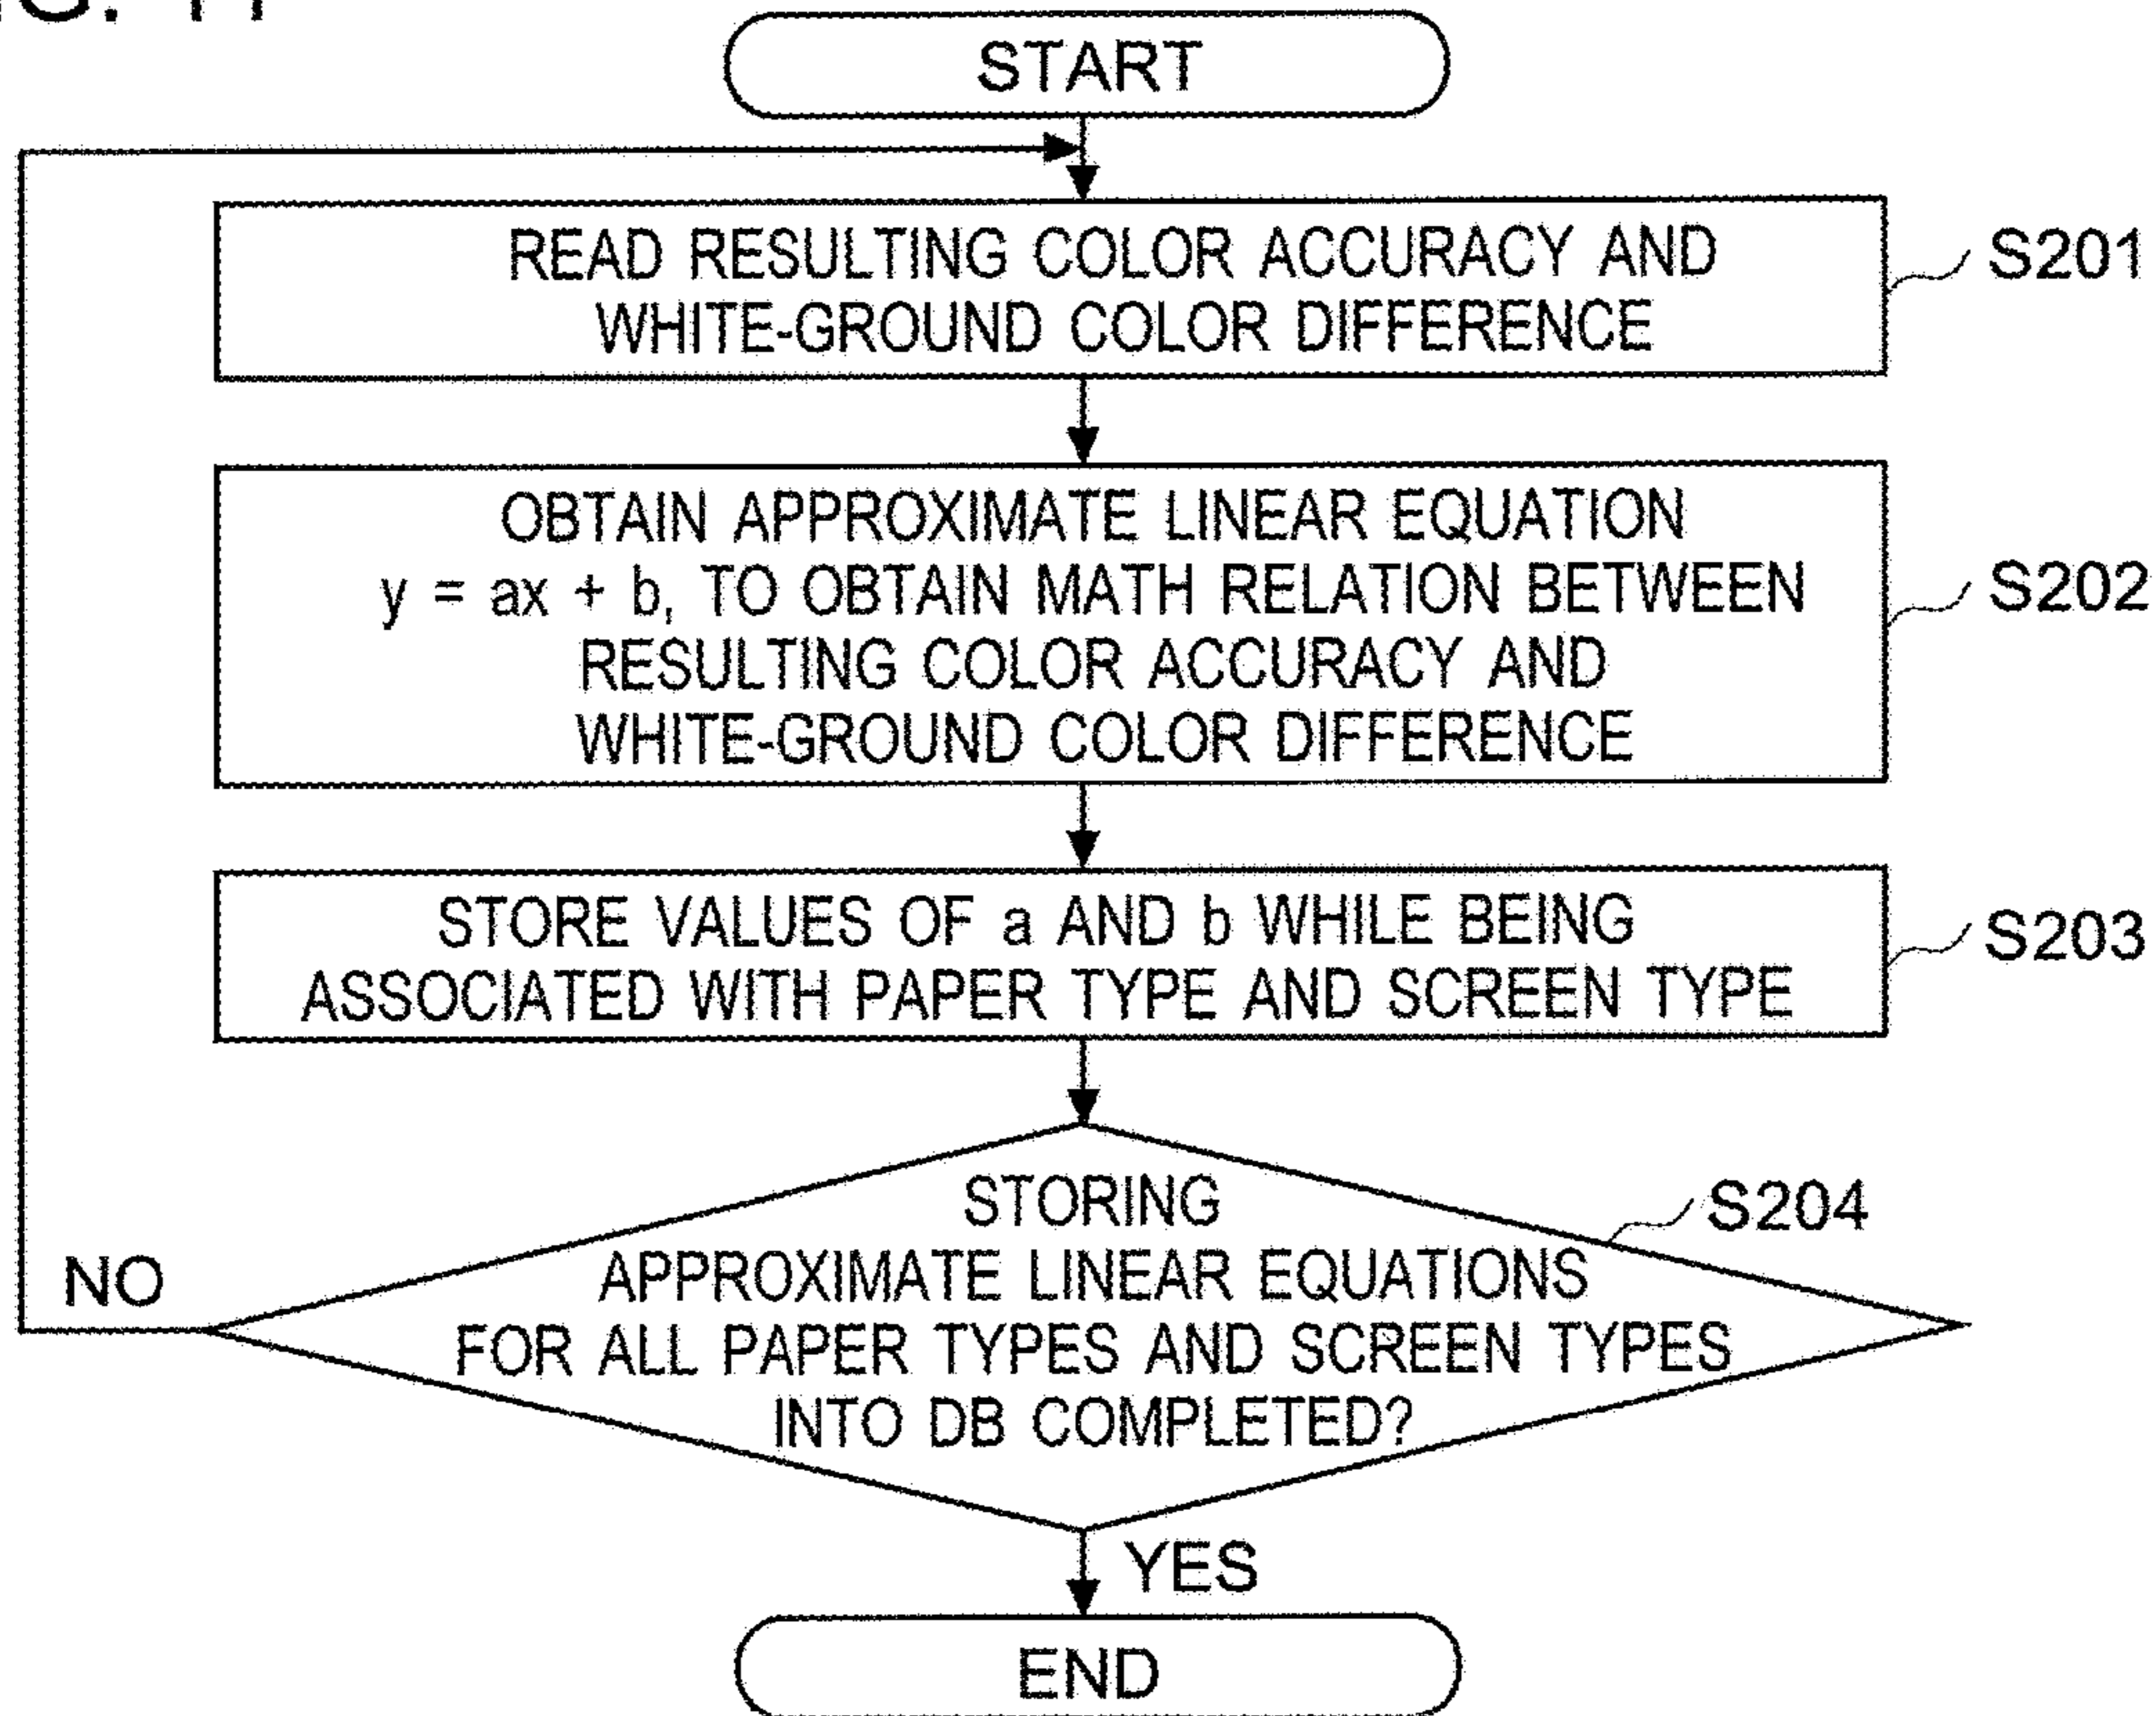 START
READ RESULTING COLOR ACCURACY AND
WHITE-GROUND COLOR DIFFERENCE
S201
OBTAIN APPROXIMATE LINEAR EQUATION
y = ax + b, TO OBTAIN MATH RELATION BETWEEN
RESULTING COLOR ACCURACY AND
WHITE-GROUND COLOR DIFFERENCE
S202
STORE VALUES OF a AND b WHILE BEING
ASSOCIATED WITH PAPER TYPE AND SCREEN TYPE
S203
STORING
APPROXIMATE LINEAR EQUATIONS
FOR ALL PAPER TYPES AND SCREEN TYPES
INTO DB COMPLETED?
S204
NO
YES
END